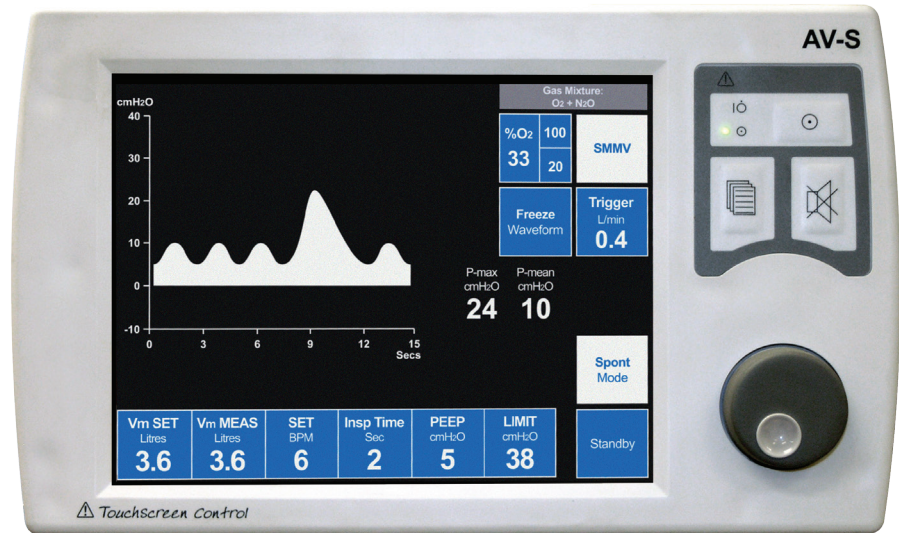 AV-S
cmH2O
40
30
20
10
0
-10
0 3 6 9 12 15
Secs
Gas Mixture:
O2 + N2O
%O2
33
100
20
SMMV
Freeze
Waveform
Trigger
L/min
0.4
P-max
cmH2O
24
P-mean
cmH2O
10
Spont
Mode
Vm SET
Litres
3.6
Vm MEAS
Litres
3.6
SET
BPM
6
Insp Time
Sec
2
PEEP
cmH2O
5
LIMIT
cmH2O
38
Standby
Touchscreen Control